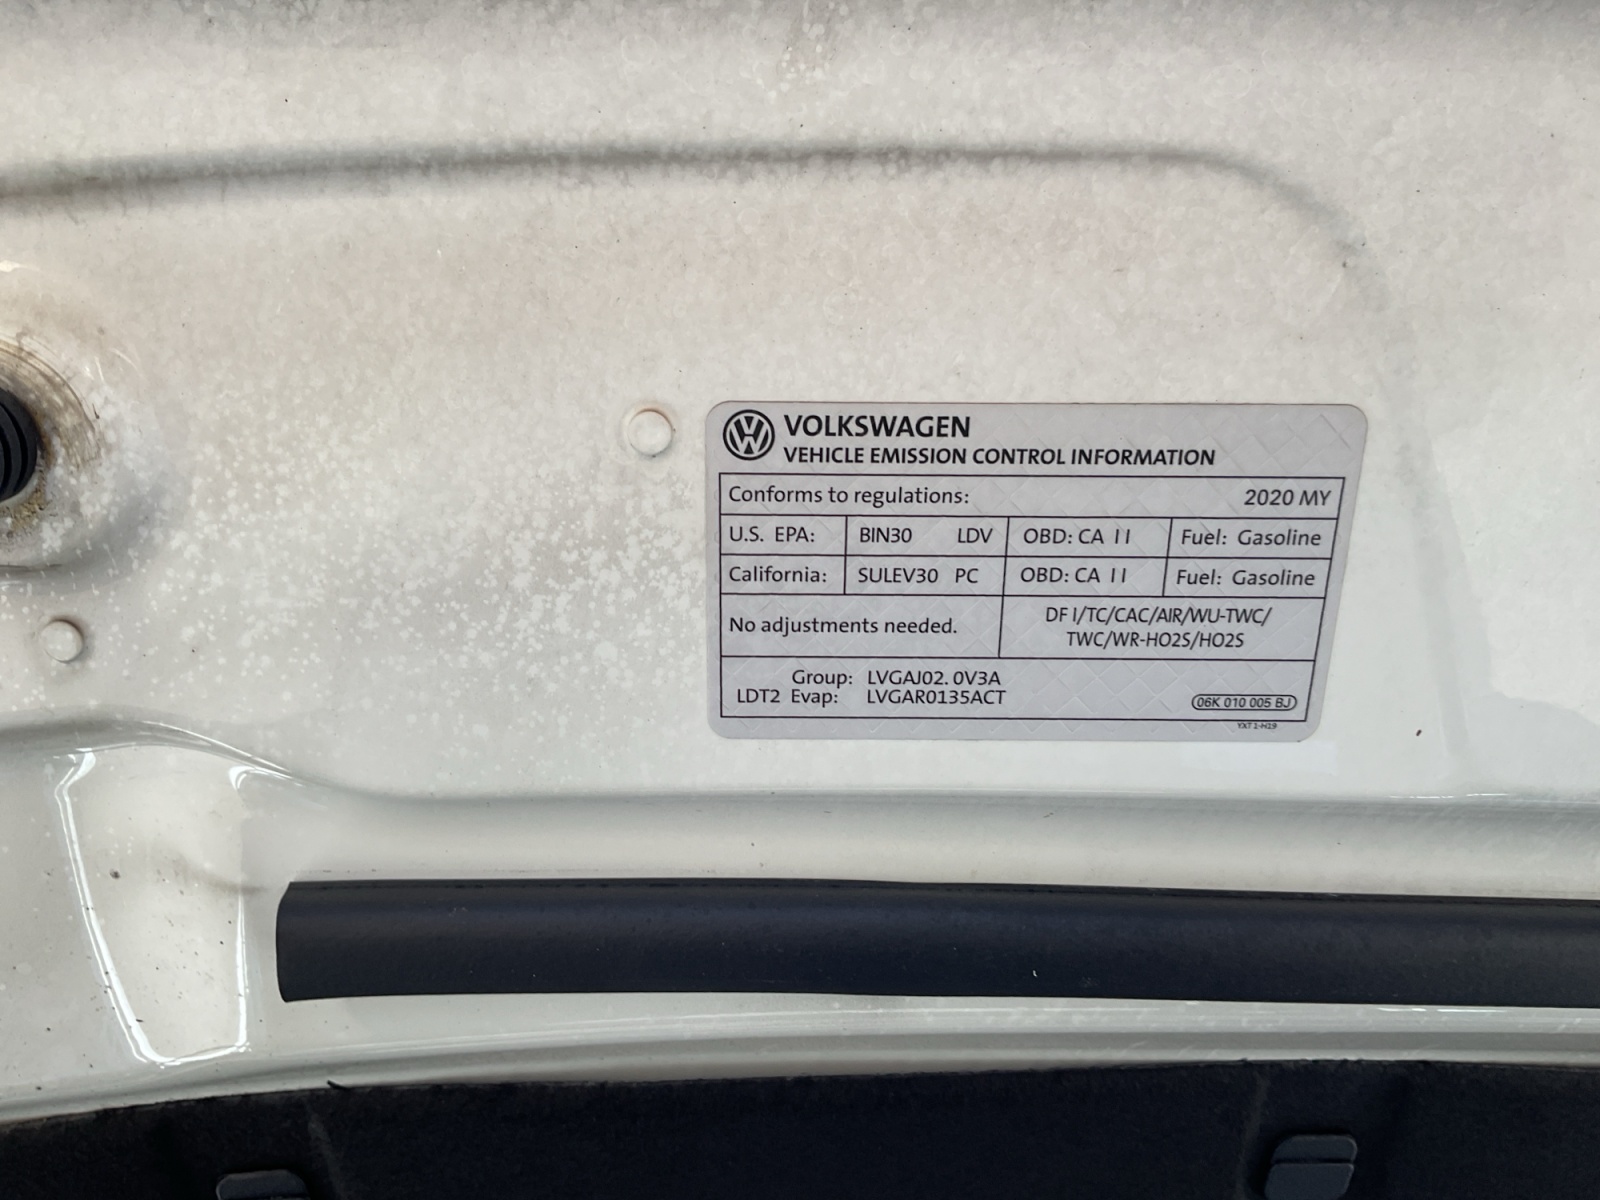 VOLKSWAGEN
VEHICLE EMISSION CONTROL INFORMATION
Conforms to regulations: 2020 MY
U.S. EPA: BIN30 LDV OBD: CA II Fuel: Gasoline
California: SULEV30 PC OBD: CA II Fuel: Gasoline
No adjustments needed.
DFI/TC/CAC/AIR/WU-TWC/
TWC/WR-HO2S/HO2S
Group: LVGAJ02.0V3A
LDT2 Evap: LVGAR0135ACT
06K 010 005 BJ